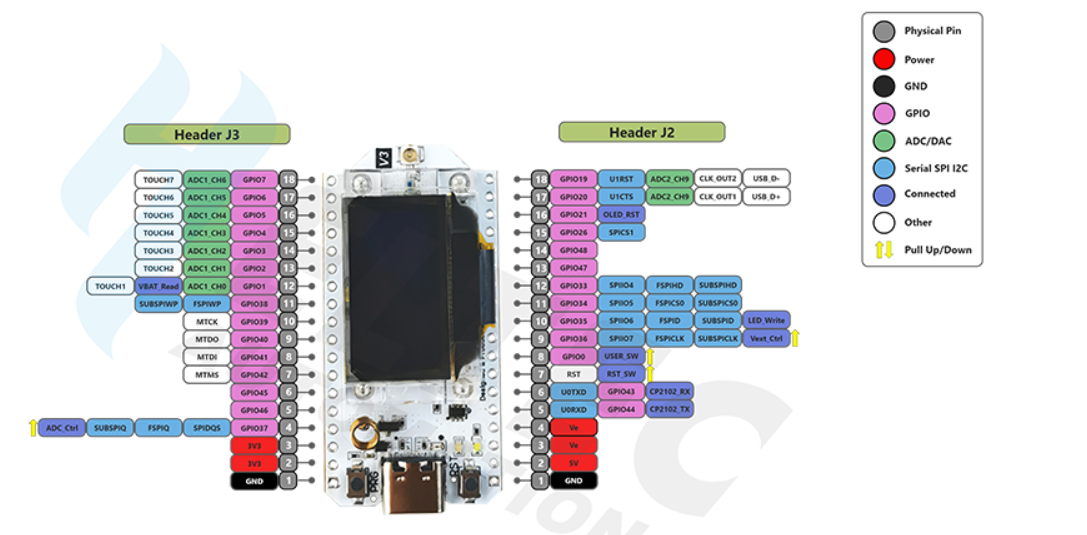 Physical Pin
Power
GND
GPIO
ADC/DAC
Serial SPI I2C
Connected
Other
Pull Up/Down
Header J3
Header J2
V3
TOUCH7 ADC1_CH6 GPIO7 18
TOUCH6 ADC1_CH5 GPIO6 17
TOUCH5 ADC1_CH4 GPIO5 16
TOUCH4 ADC1_CH3 GPIO4 15
TOUCH3 ADC1_CH2 GPIO3 14
TOUCH2 ADC1_CH1 GPIO2 13
TOUCH1 VBAT_Read ADC1_CH0 GPIO1 12
SUBSPIWP FSPIWP GPIO38 11
MTCK GPIO39 10
MTDO GPIO40 9
MTDI GPIO41 8
MTMS GPIO42 7
GPIO45 6
GPIO46 5
ADC_Ctrl SUBSPIQ FSPIQ SPIDQS GPIO37 4
3V3 3
3V3 2
GND 1
18 GPIO19 U1RST ADC2_CH9 CLK_OUT2 USB_D-
17 GPIO20 U1CTS ADC2_CH9 CLK_OUT1 USB_D+
16 GPIO21 OLED_RST
15 GPIO26 SPICS1
14 GPIO48
13 GPIO47
12 GPIO33 SPIIO4 FSPIHD SUBSPIHD
11 GPIO34 SPIIO5 FSPICS0 SUBSPICS0
10 GPIO35 SPIIO6 FSPID SUBSPID LED_Write
9 GPIO36 SPIIO7 FSPICLK SUBSPICLK Vext_Ctrl
8 GPIO0 USER_SW
7 RST RST_SW
6 U0TXD GPIO43 CP2102_RX
5 U0RXD GPIO44 CP2102_TX
4 Ve
3 Ve
2 5V
1 GND
PRG
RST